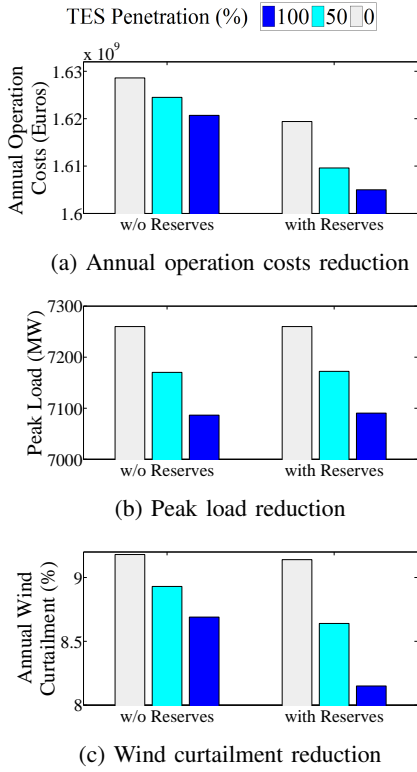 TES Penetration (%) 100 50 0
x 10^9
1.63
1.62
1.61
1.6
Annual Operation
Costs (Euros)
w/o Reserves with Reserves
(a) Annual operation costs reduction
7300
7200
7100
7000
Peak Load (MW)
w/o Reserves with Reserves
(b) Peak load reduction
9
8.5
8
Annual Wind
Curtailment (%)
w/o Reserves with Reserves
(c) Wind curtailment reduction